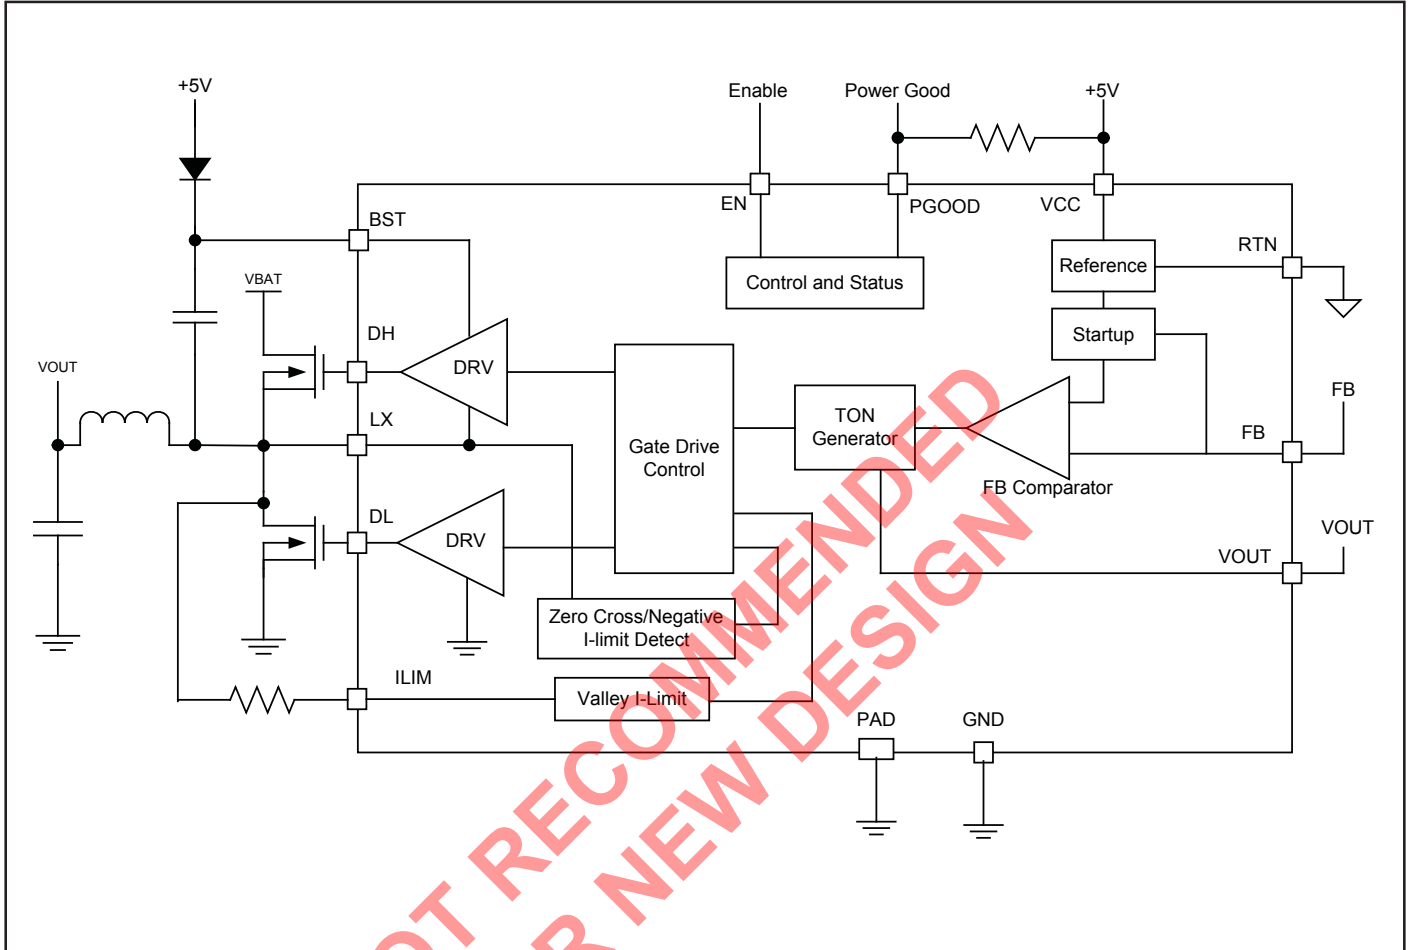 +5V
Enable
Power Good
+5V
EN
PGOOD
VCC
BST
RTN
Control and Status
Reference
VBAT
DH
Startup
VOUT
DRV
FB
TON
Generator
LX
FB
Gate Drive
Control
FB Comparator
DL
DRV
VOUT
VOUT
Zero Cross/Negative
I-limit Detect
ILIM
Valley I-Limit
PAD
GND
OT RECOMMENDED
R NEW DESIGN